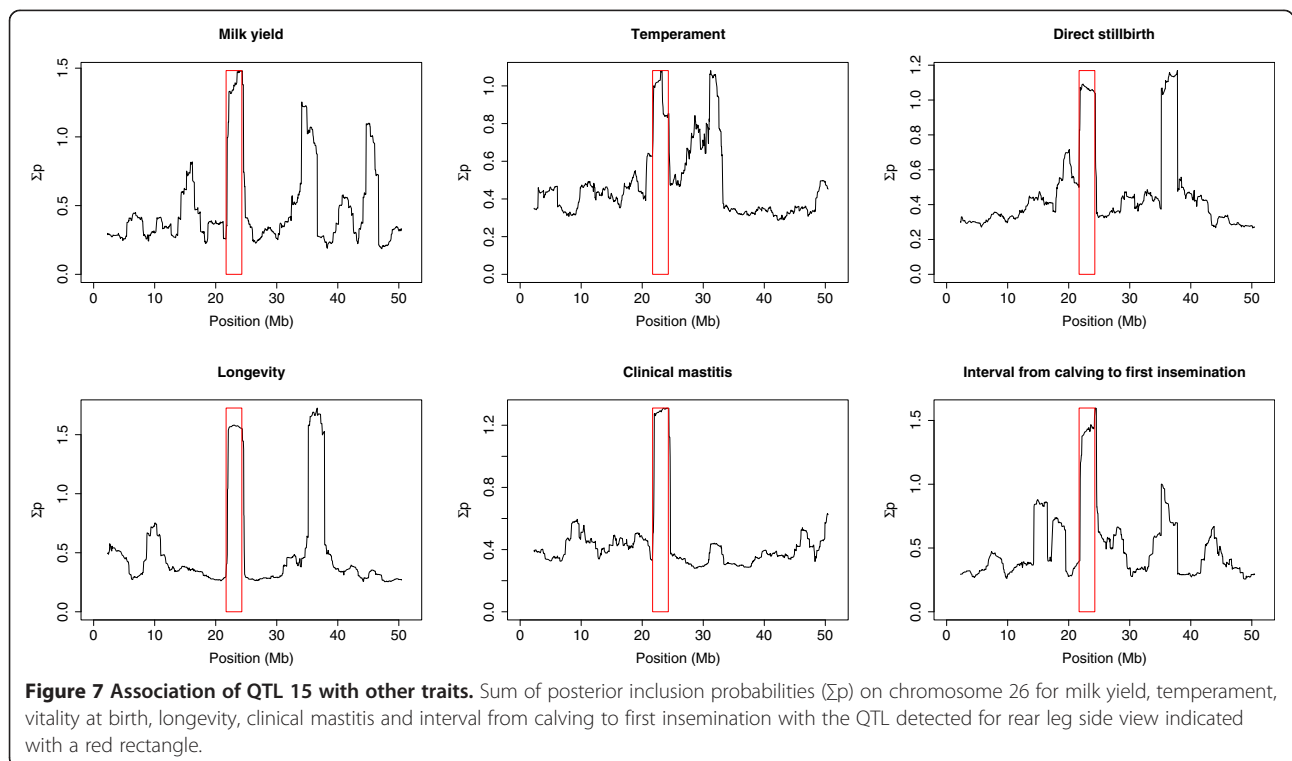 Milk yield
Temperament
Direct stillbirth
Σp
0.0 0.5 1.0 1.5
0 10 20 30 40 50
Position (Mb)
Σp
0.0 0.2 0.4 0.6 0.8 1.0
0 10 20 30 40 50
Position (Mb)
Σp
0.0 0.2 0.4 0.6 0.8 1.0 1.2
0 10 20 30 40 50
Position (Mb)
Longevity
Clinical mastitis
Interval from calving to first insemination
Σp
0.0 0.5 1.0 1.5
0 10 20 30 40 50
Position (Mb)
Σp
0.0 0.4 0.8 1.2
0 10 20 30 40 50
Position (Mb)
Σp
0.0 0.5 1.0 1.5
0 10 20 30 40 50
Position (Mb)
Figure 7 Association of QTL 15 with other traits. Sum of posterior inclusion probabilities (Σp) on chromosome 26 for milk yield, temperament,
vitality at birth, longevity, clinical mastitis and interval from calving to first insemination with the QTL detected for rear leg side view indicated
with a red rectangle.